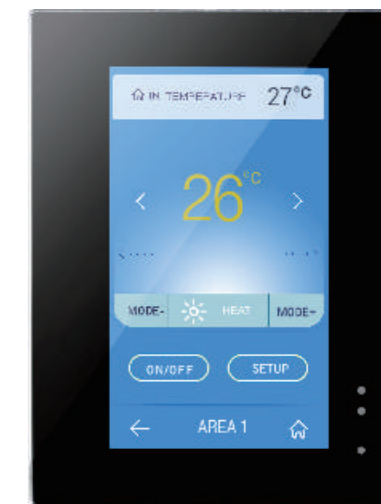 IN TEMPERATURE 27°C
26°C
MODE- HEAT MODE-
ON/OFF SETUP
AREA 1